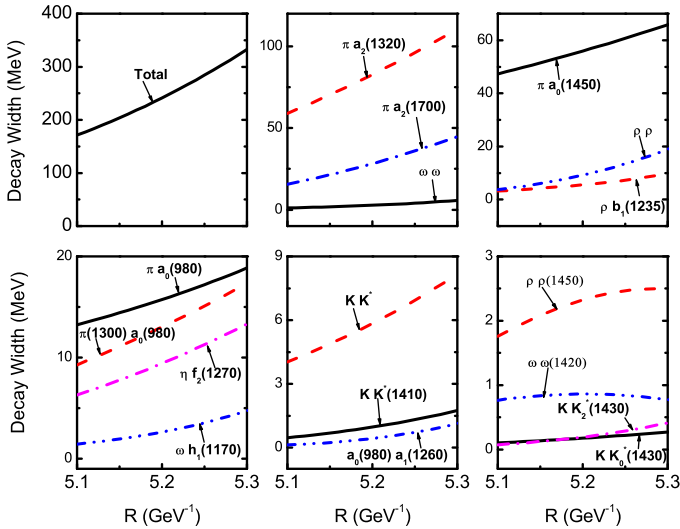 Decay Width (MeV)
400
300
200
100
0
Total
100
50
0
π a2(1320)
π a2(1700)
ω ω
60
40
20
0
π a0(1450)
ρ ρ
ρ b1(1235)
Decay Width (MeV)
20
10
0
π a0(980)
π(1300) a0(980)
η f2(1270)
ω h1(1170)
5.1 5.2 5.3
R (GeV-1)
9
6
3
0
K K*
K K*(1410)
a0(980) a1(1260)
5.1 5.2 5.3
R (GeV-1)
3
2
1
0
ρ ρ(1450)
ω ω(1420)
K K2*(1430)
K K0*(1430)
5.1 5.2 5.3
R (GeV-1)